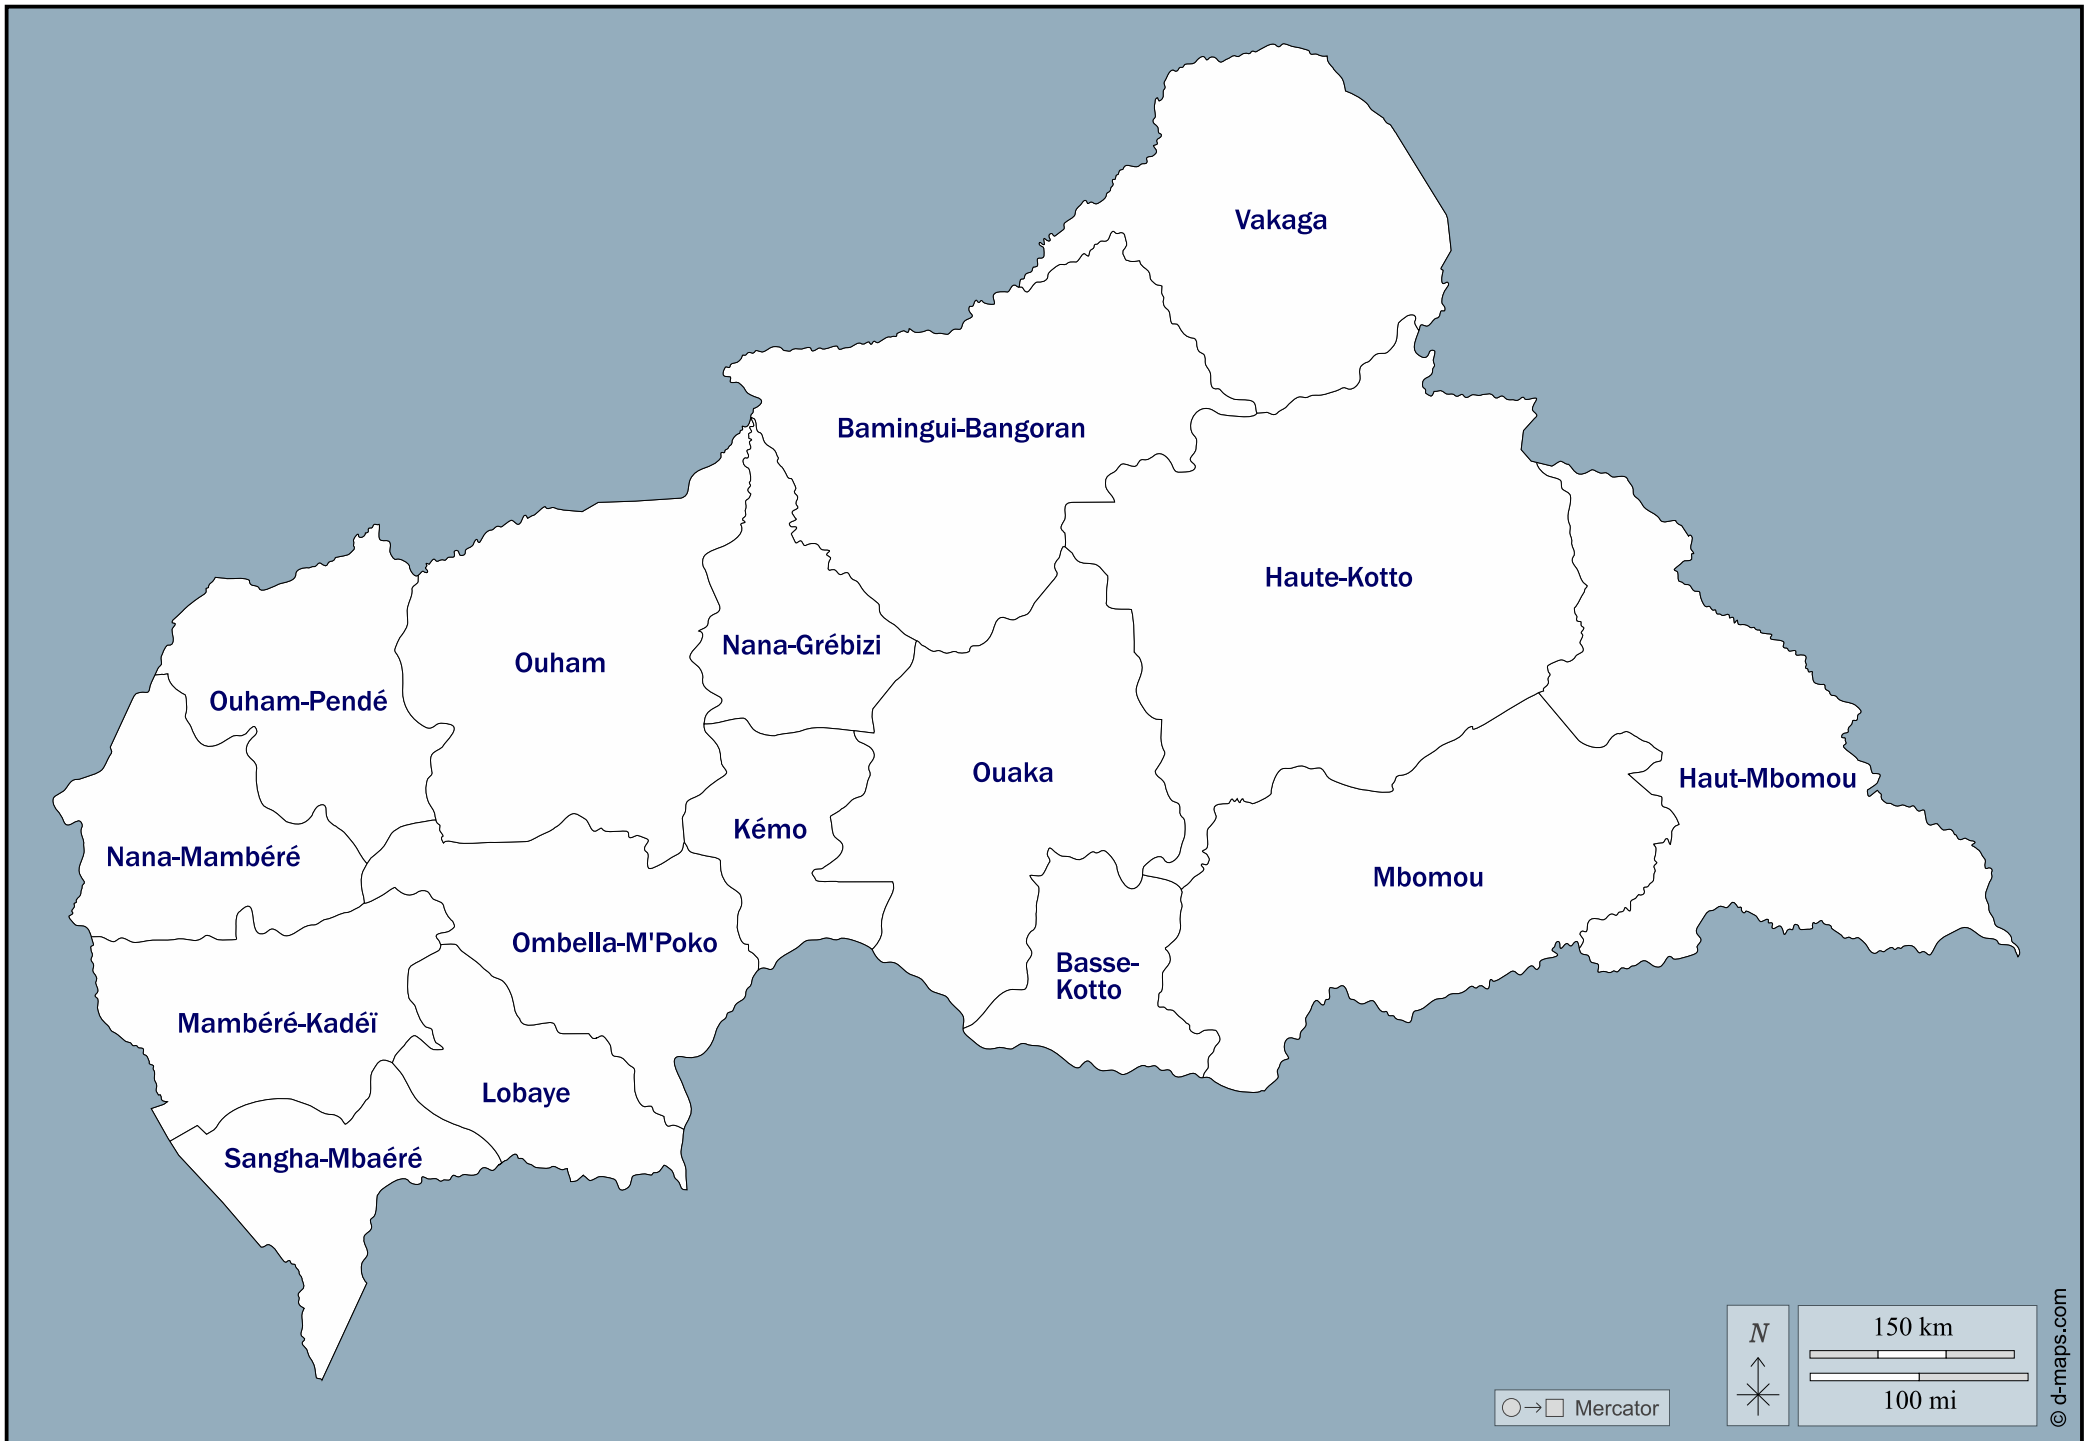 Vakaga
Bamingui-Bangoran
Haute-Kotto
Nana-Grébizi
Ouham
Ouham-Pendé
Ouaka
Haut-Mbomou
Kémo
Nana-Mambéré
Mbomou
Ombella-M'Poko
Basse-
Kotto
Mambéré-Kadéï
Lobaye
Sangha-Mbaéré
N
150 km
100 mi
Mercator
© d-maps.com